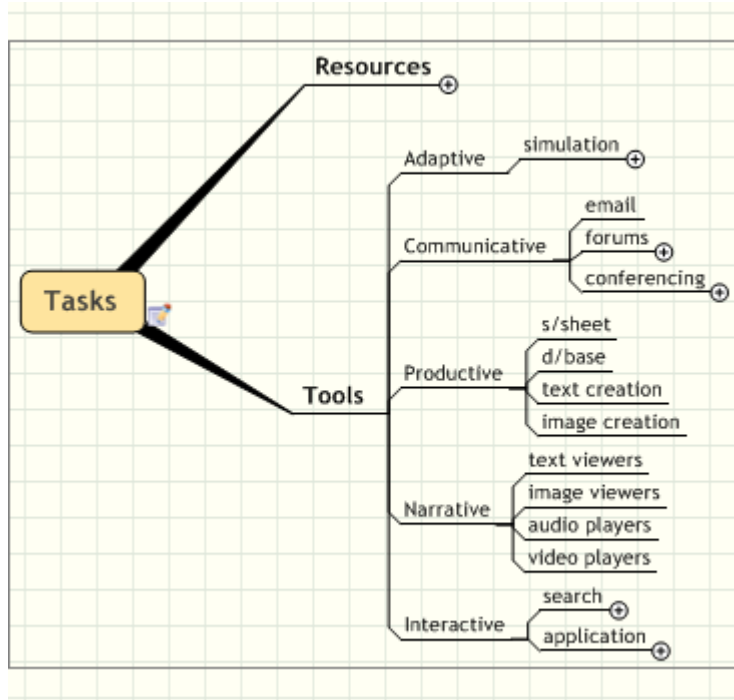 Resources
simulation
Adaptive
email
Communicative
forums
conferencing
Tasks
s/sheet
d/base
Productive
text creation
Tools
image creation
text viewers
image viewers
Narrative
audio players
video players
search
Interactive
application